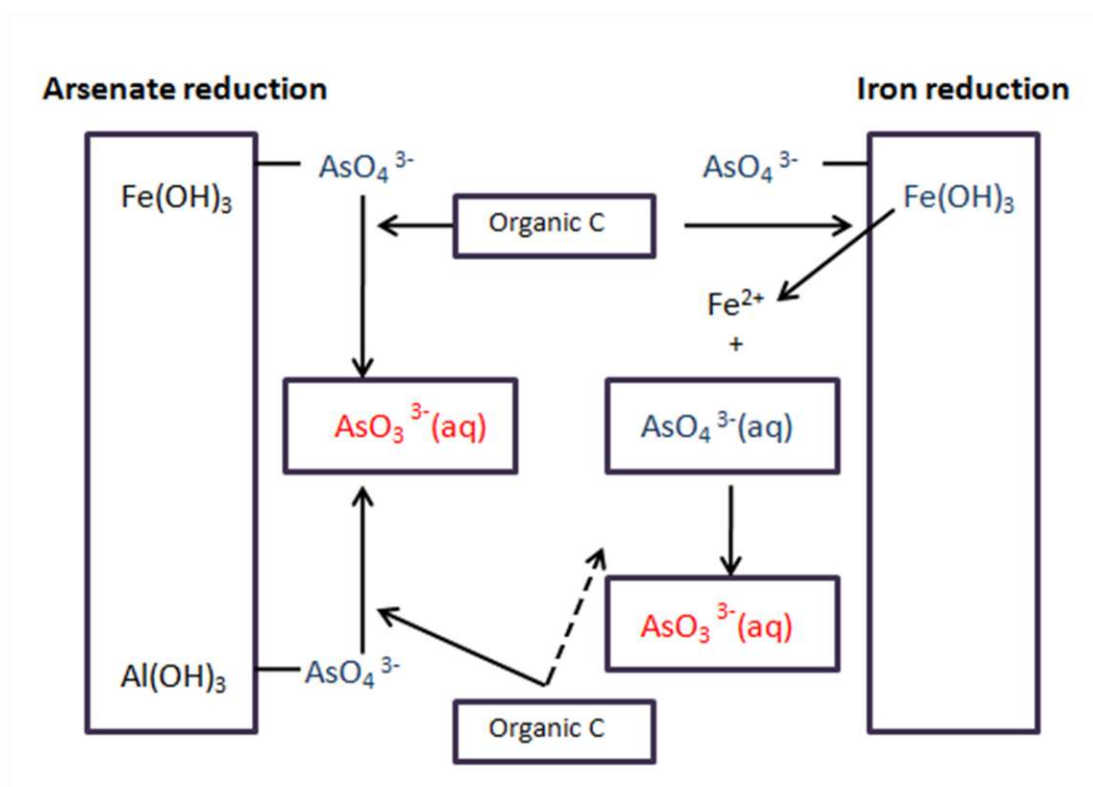 Arsenate reduction
Iron reduction
Fe(OH)₃
AsO₄ ³⁻
AsO₄ ³⁻
Fe(OH)₃
Organic C
Fe²⁺
+
AsO₃ ³⁻(aq)
AsO₄ ³⁻(aq)
AsO₃ ³⁻(aq)
Al(OH)₃
AsO₄ ³⁻
Organic C